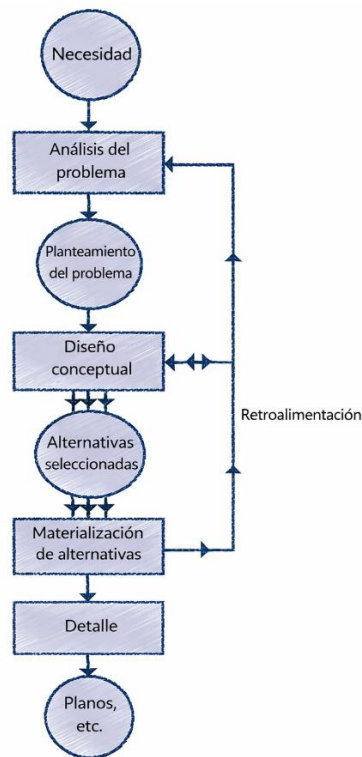 Necesidad
Análisis del
problema
Planteamiento
del problema
Diseño
conceptual
Retroalimentación
Alternativas
seleccionadas
Materialización
de alternativas
Detalle
Planos,
etc.